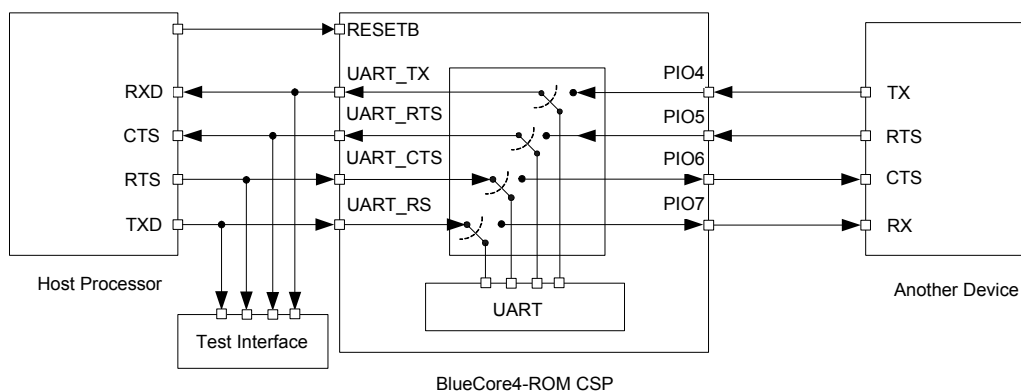 RESETB
RXD UART_TX PIO4 TX
CTS UART_RTS PIO5 RTS
RTS UART_CTS PIO6 CTS
TXD UART_RS PIO7 RX
Host Processor
Another Device
UART
Test Interface
BlueCore4-ROM CSP